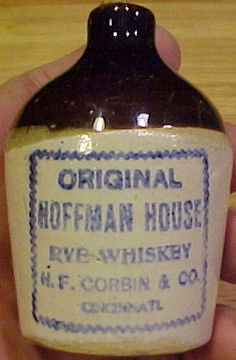 ORIGINAL
HOFFMAN HOUSE
RYE WHISKEY
H. F. CORBIN & CO.
CINCINNATI.